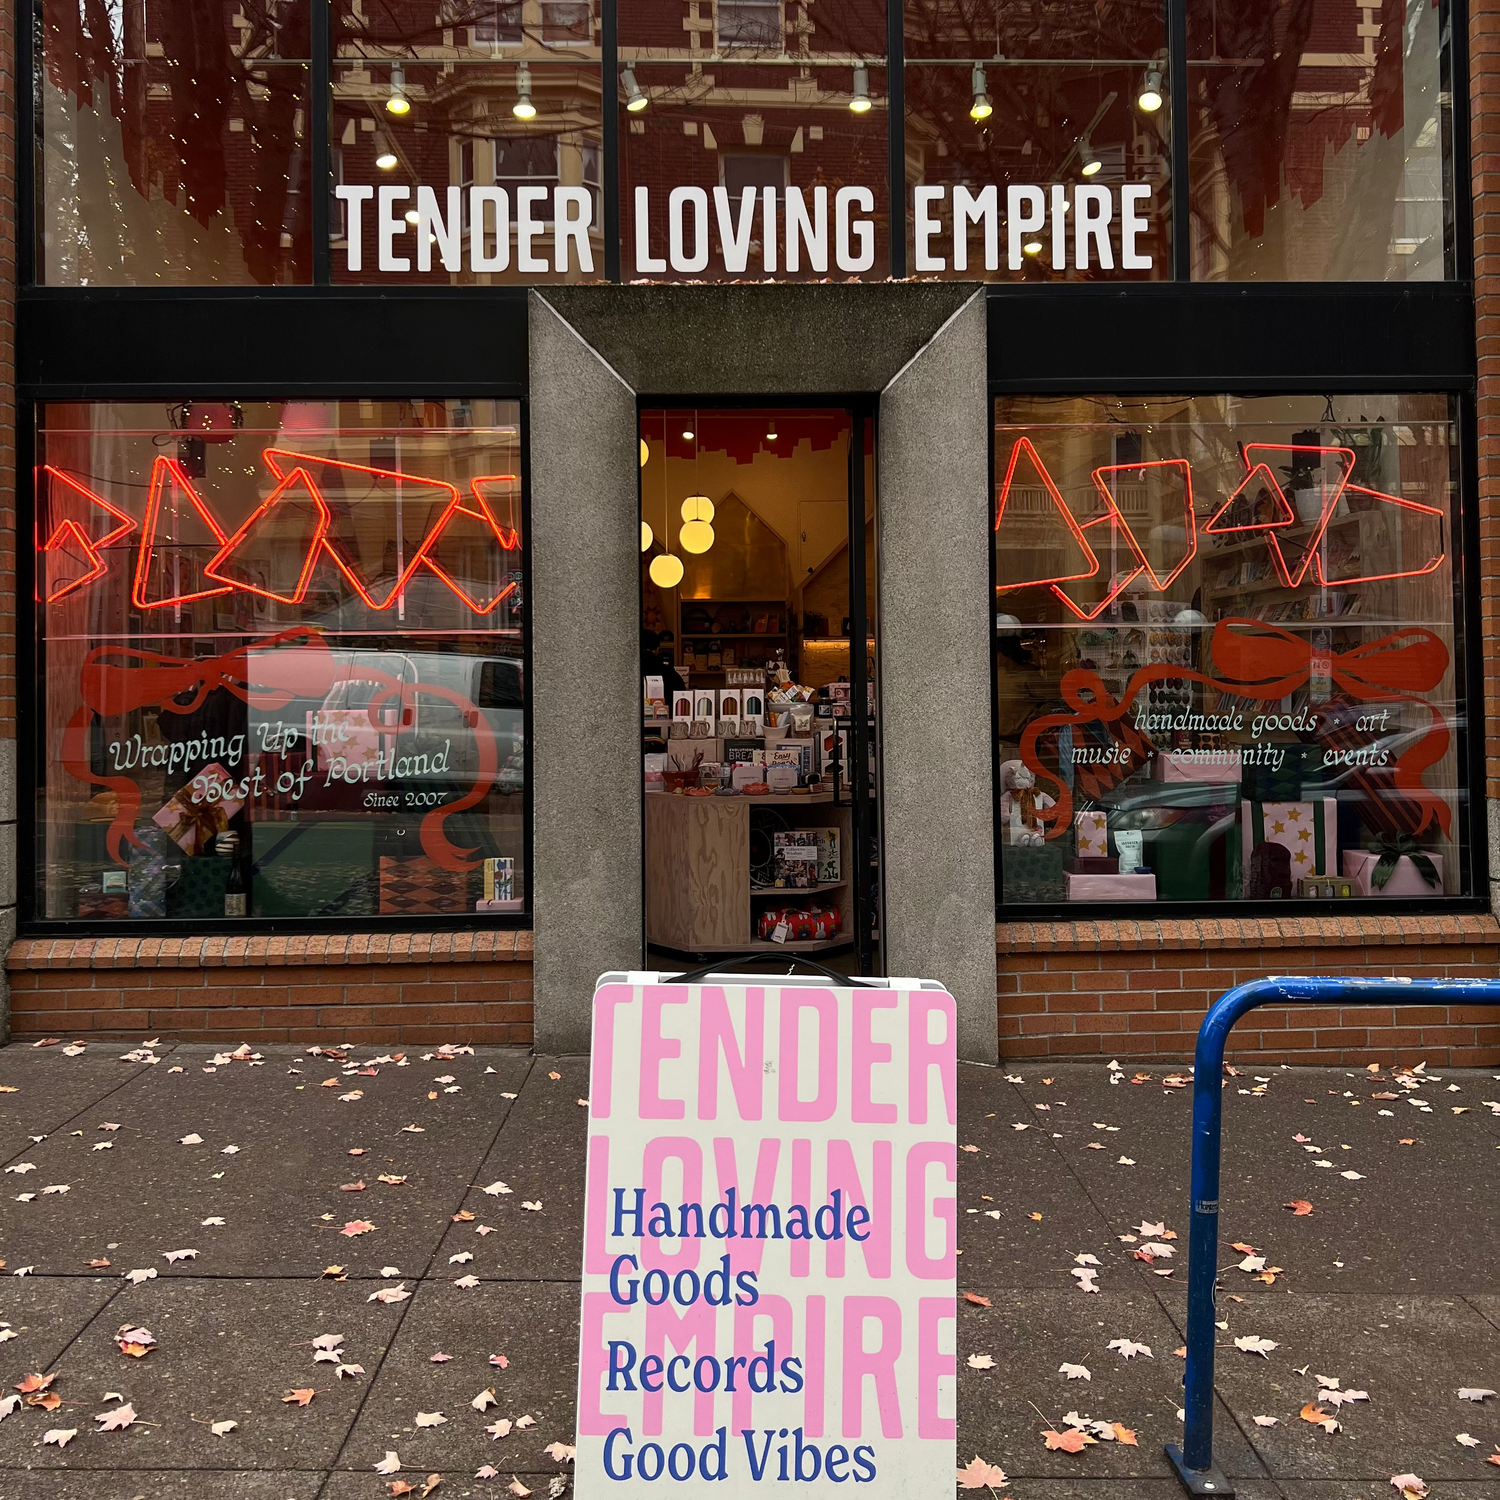 TENDER LOVING EMPIRE
Wrapping Up the
Best of Portland
Since 2007
handmade goods • art
music • community • events
TENDER
LOVING
EMPIRE
Handmade
Goods
Records
Good Vibes